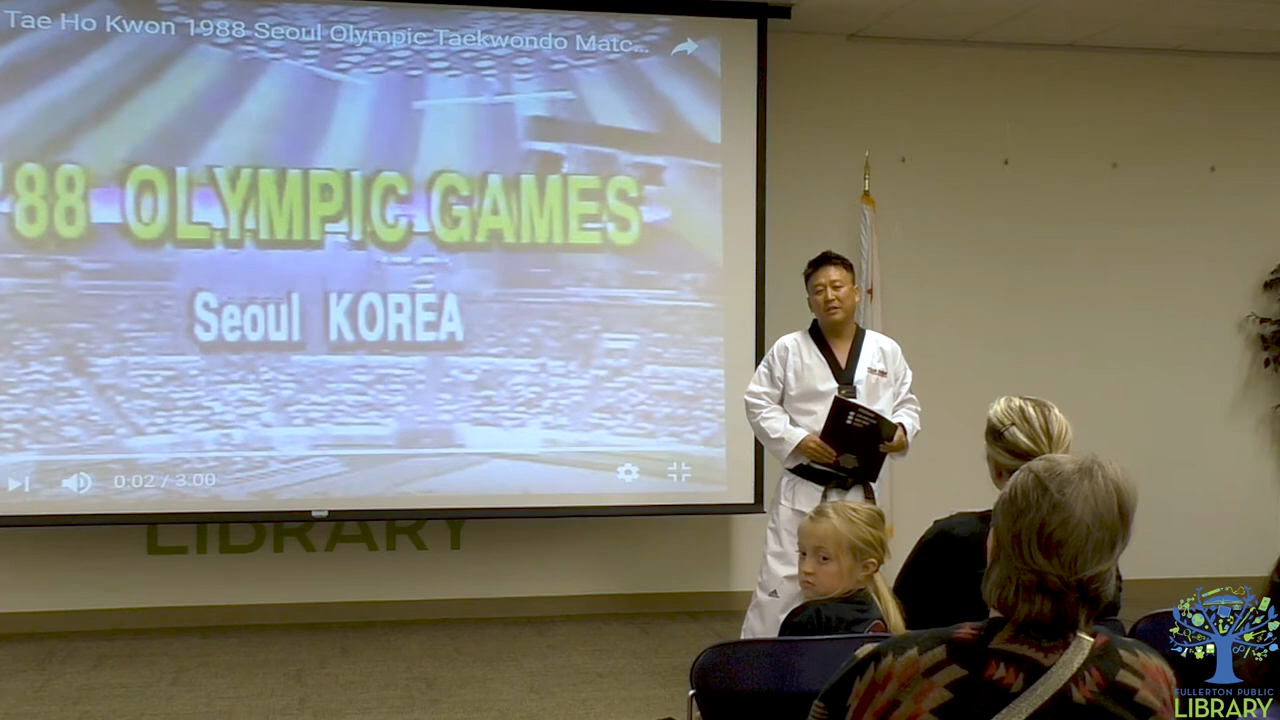 Tae Ho Kwon 1988 Seoul Olympic Taekwondo Matc...
'88 OLYMPIC GAMES
Seoul KOREA
0:02 / 3:00
LIBRARY
FULLERTON PUBLIC
LIBRARY